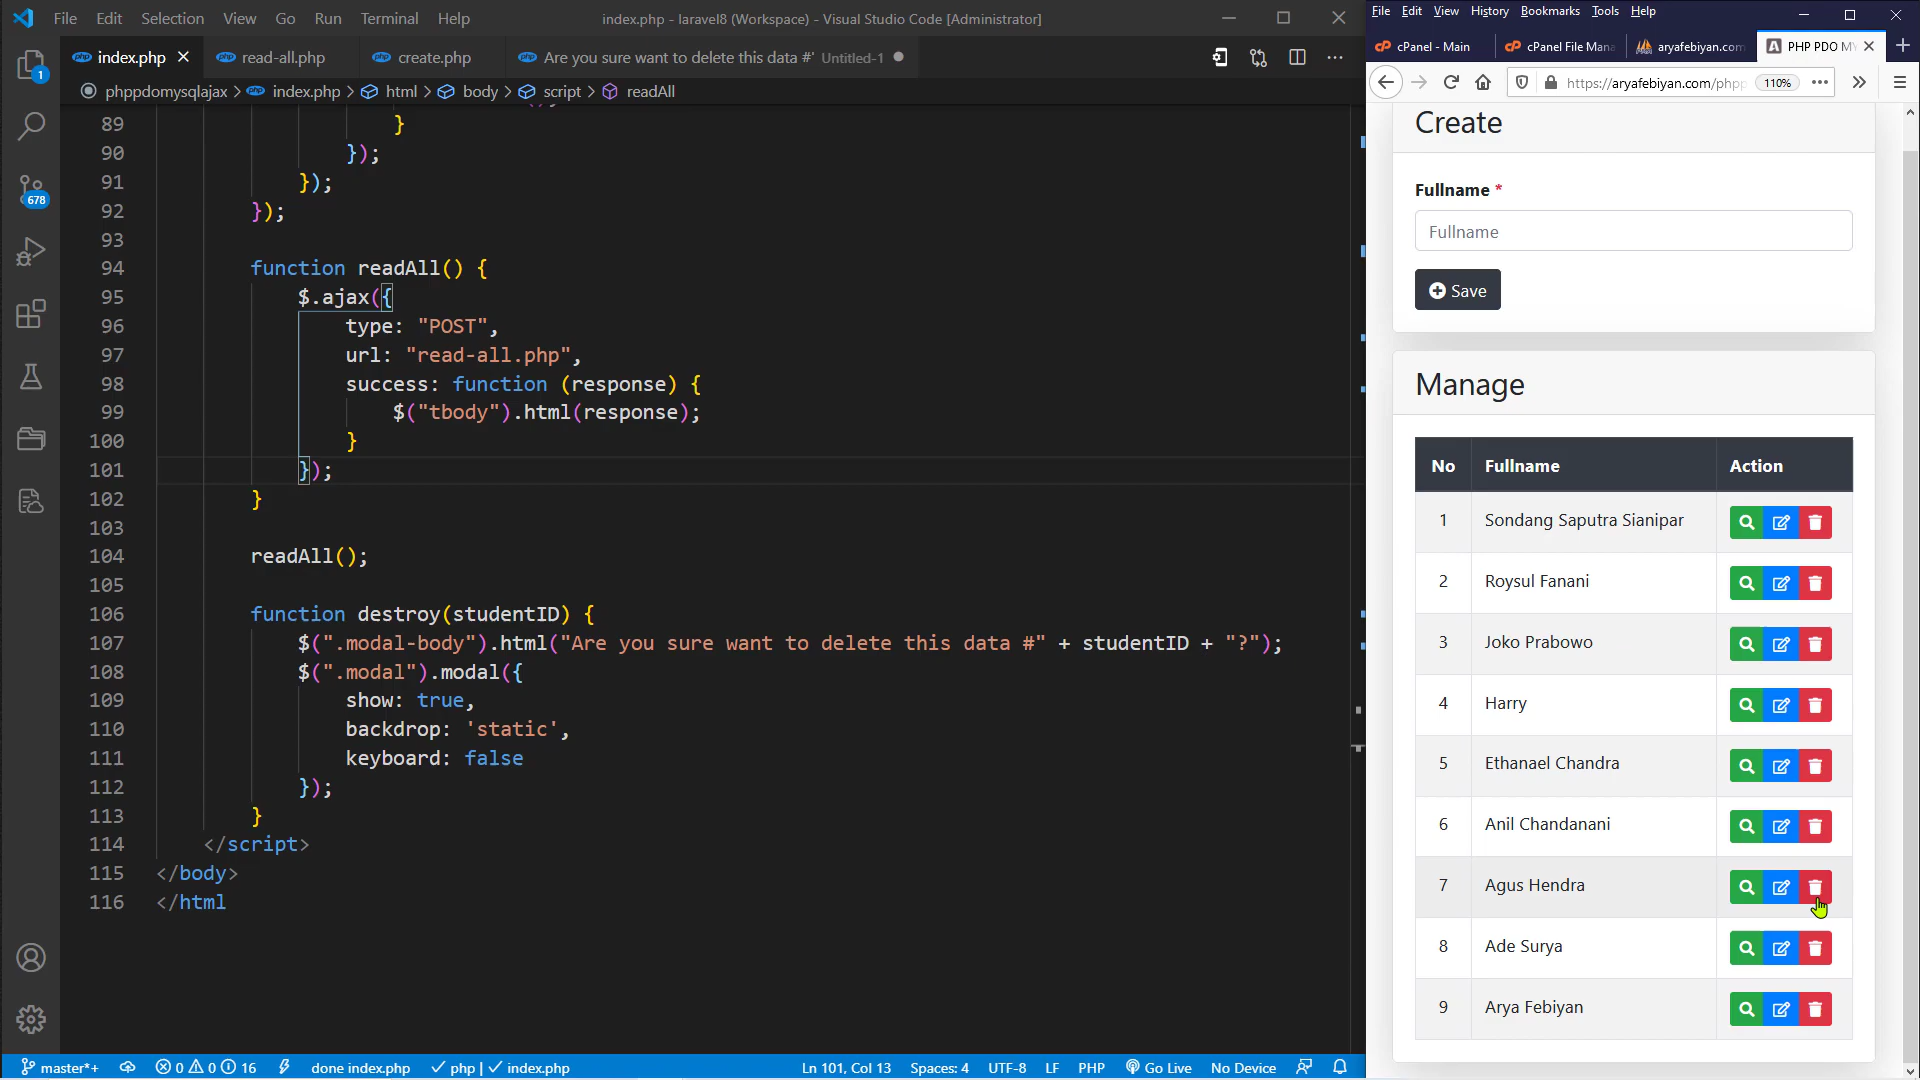 File Edit Selection View Go Run Terminal Help
index.php - laravel8 (Workspace) - Visual Studio Code [Administrator]
index.php read-all.php create.php Are you sure want to delete this data #' Untitled-1
phppdomysqlajax > index.php > html > body > script > readAll
89 }
90 });
91 });
92 });
93
94 function readAll() {
95 $.ajax({
96 type: "POST",
97 url: "read-all.php",
98 success: function (response) {
99 $("tbody").html(response);
100 }
101 });
102 }
103
104 readAll();
105
106 function destroy(studentID) {
107 $(".modal-body").html("Are you sure want to delete this data #" + studentID + "?");
108 $(".modal").modal({
109 show: true,
110 backdrop: 'static',
111 keyboard: false
112 });
113 }
114 </script>
115 </body>
116 </html
1
678
master*+ 0 0 16 done index.php php | index.php Ln 101, Col 13 Spaces: 4 UTF-8 LF PHP Go Live No Device
File Edit View History Bookmarks Tools Help
cPanel - Main cPanel File Mana aryafebiyan.com PHP PDO MY
https://aryafebiyan.com/phpp 110%
Create
Fullname *
Fullname
Save
Manage
No Fullname Action
1 Sondang Saputra Sianipar
2 Roysul Fanani
3 Joko Prabowo
4 Harry
5 Ethanael Chandra
6 Anil Chandanani
7 Agus Hendra
8 Ade Surya
9 Arya Febiyan